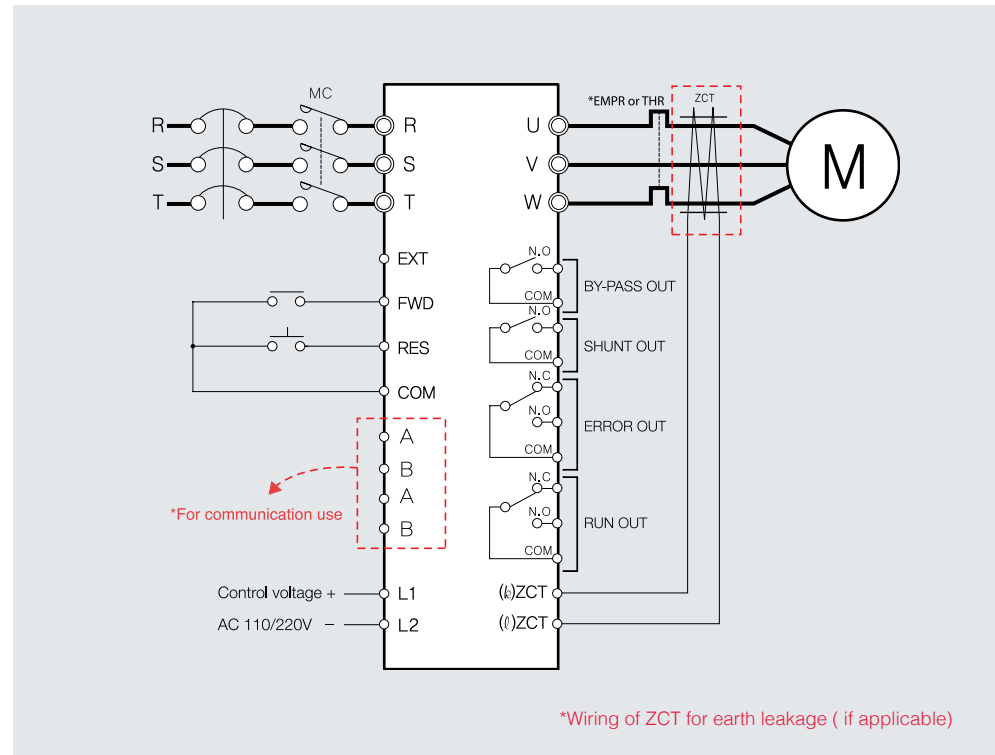 MC
R
S
T
R
S
T
EXT
FWD
RES
COM
A
B
A
B
*For communication use
Control voltage +
AC 110/220V −
L1
L2
U
V
W
*EMPR or THR
ZCT
M
N.O
COM
BY-PASS OUT
N.O
COM
SHUNT OUT
N.C
N.O
COM
ERROR OUT
N.C
N.O
COM
RUN OUT
(k)ZCT
(ℓ)ZCT
*Wiring of ZCT for earth leakage ( if applicable)